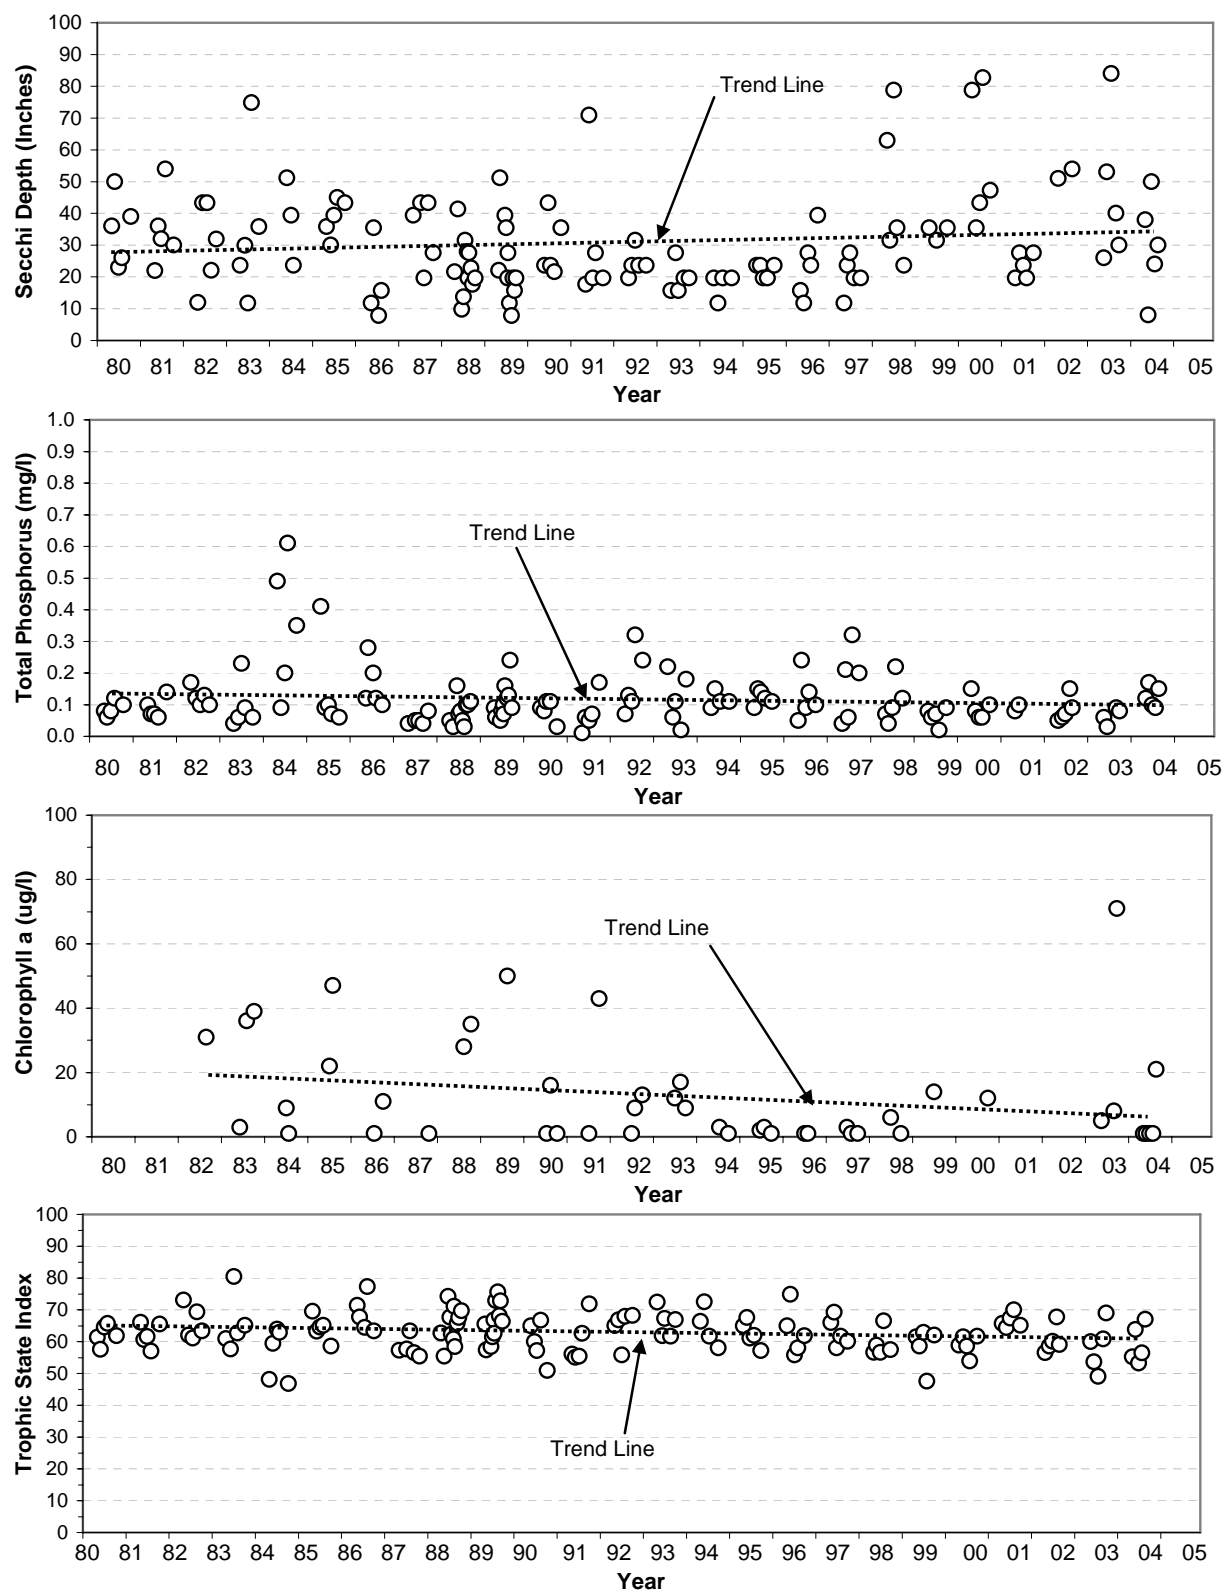 100
90
80
70
60
50
40
30
20
10
0
Secchi Depth (Inches)
Trend Line
80 81 82 83 84 85 86 87 88 89 90 91 92 93 94 95 96 97 98 99 00 01 02 03 04 05
Year
1.0
0.9
0.8
0.7
0.6
0.5
0.4
0.3
0.2
0.1
0.0
Total Phosphorus (mg/l)
Trend Line
80 81 82 83 84 85 86 87 88 89 90 91 92 93 94 95 96 97 98 99 00 01 02 03 04 05
Year
100
80
60
40
20
0
Chlorophyll a (ug/l)
Trend Line
80 81 82 83 84 85 86 87 88 89 90 91 92 93 94 95 96 97 98 99 00 01 02 03 04 05
Year
100
90
80
70
60
50
40
30
20
10
0
Trophic State Index
Trend Line
80 81 82 83 84 85 86 87 88 89 90 91 92 93 94 95 96 97 98 99 00 01 02 03 04 05
Year